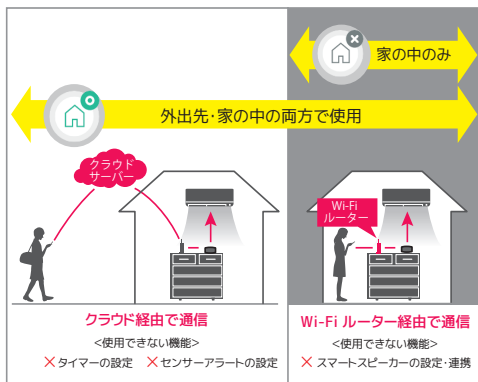 家の中のみ
外出先・家の中の両方で使用
クラウド
サーバー
Wi-Fi
ルーター
クラウド経由で通信
<使用できない機能>
×タイマーの設定 ×センサーアラートの設定
Wi-Fi ルーター経由で通信
<使用できない機能>
× スマートスピーカーの設定・連携